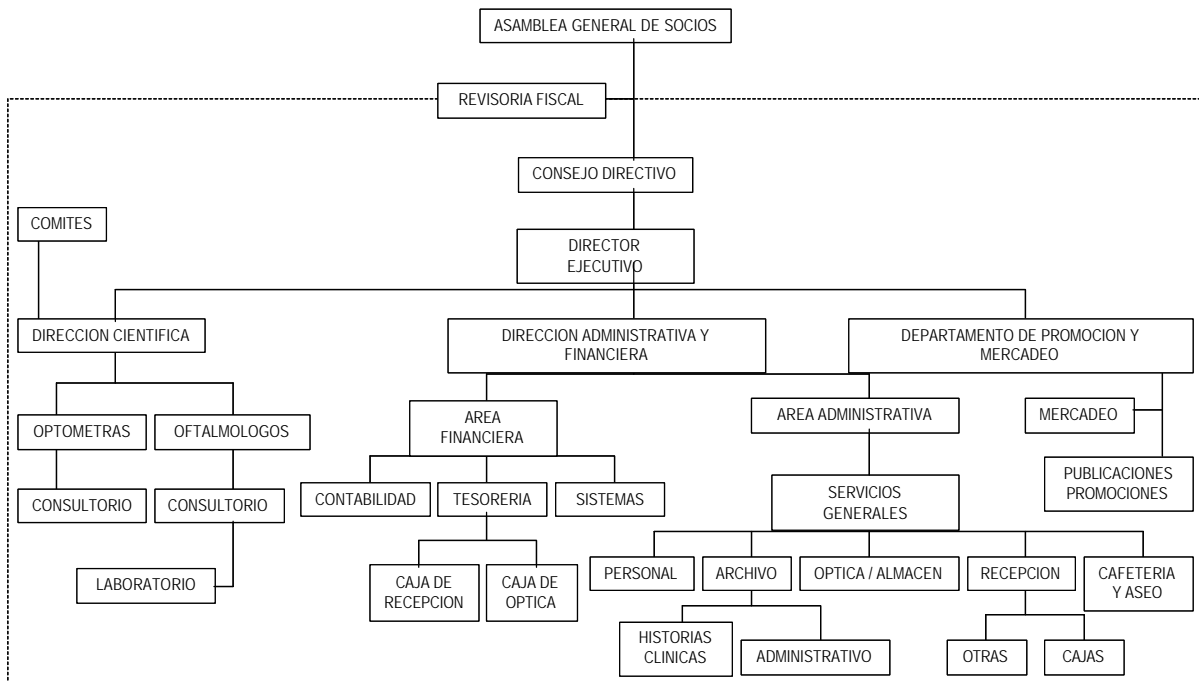 ASAMBLEA GENERAL DE SOCIOS
REVISORIA FISCAL
CONSEJO DIRECTIVO
COMITES
DIRECTOR
EJECUTIVO
DIRECCION CIENTIFICA
DIRECCION ADMINISTRATIVA Y
FINANCIERA
DEPARTAMENTO DE PROMOCION Y
MERCADEO
OPTOMETRAS
OFTALMOLOGOS
AREA
FINANCIERA
AREA ADMINISTRATIVA
MERCADEO
CONSULTORIO
CONSULTORIO
CONTABILIDAD
TESORERIA
SISTEMAS
SERVICIOS
GENERALES
PUBLICACIONES
PROMOCIONES
LABORATORIO
CAJA DE
RECEPCION
CAJA DE
OPTICA
PERSONAL
ARCHIVO
OPTICA / ALMACEN
RECEPCION
CAFETERIA
Y ASEO
HISTORIAS
CLINICAS
ADMINISTRATIVO
OTRAS
CAJAS